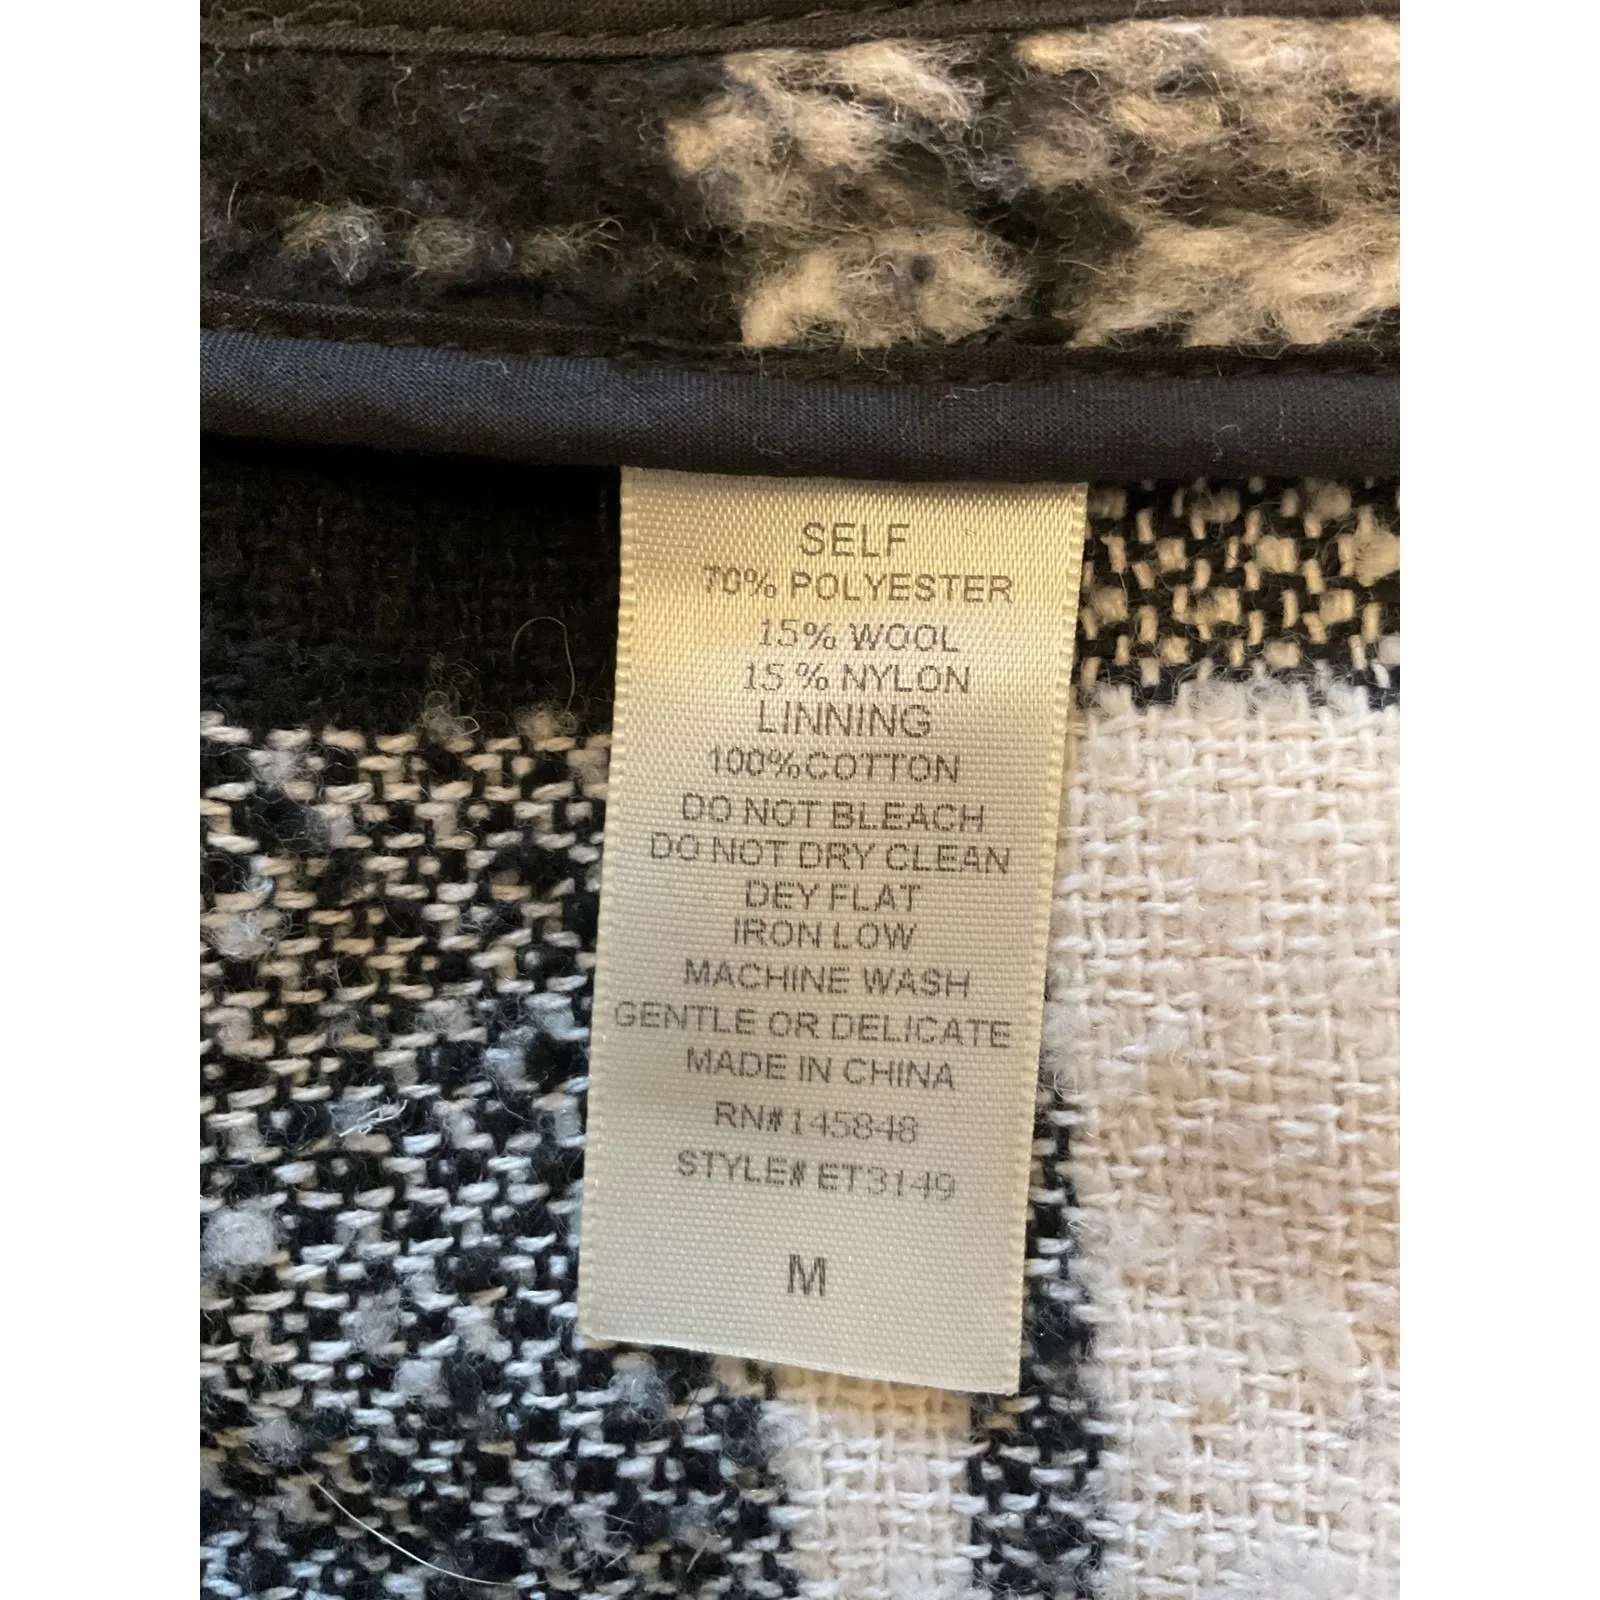 SELF
70% POLYESTER
15% WOOL
15 % NYLON
LINNING
100%COTTON
DO NOT BLEACH
DO NOT DRY CLEAN
DEY FLAT
IRON LOW
MACHINE WASH
GENTLE OR DELICATE
MADE IN CHINA
RN#145848
STYLE# ET3149
M